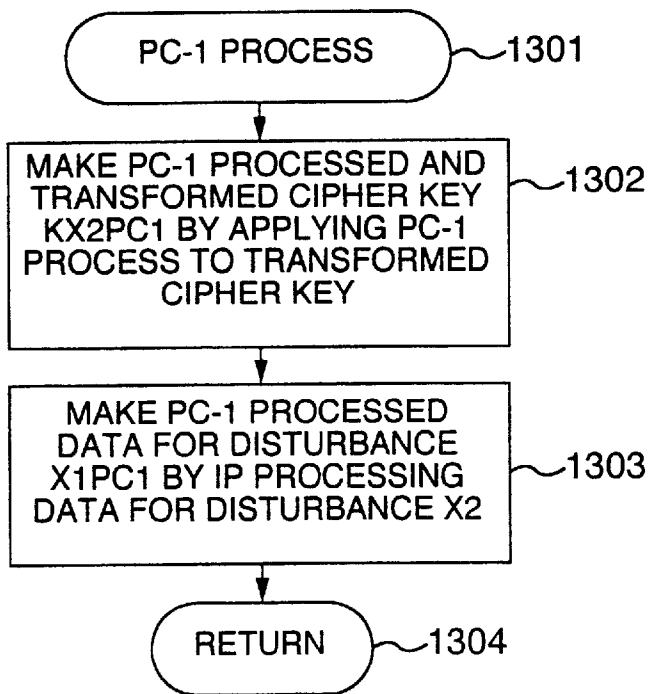 PC-1 PROCESS
1301
MAKE PC-1 PROCESSED AND
TRANSFORMED CIPHER KEY
KX2PC1 BY APPLYING PC-1
PROCESS TO TRANSFORMED
CIPHER KEY
1302
MAKE PC-1 PROCESSED
DATA FOR DISTURBANCE
X1PC1 BY IP PROCESSING
DATA FOR DISTURBANCE X2
1303
RETURN
1304